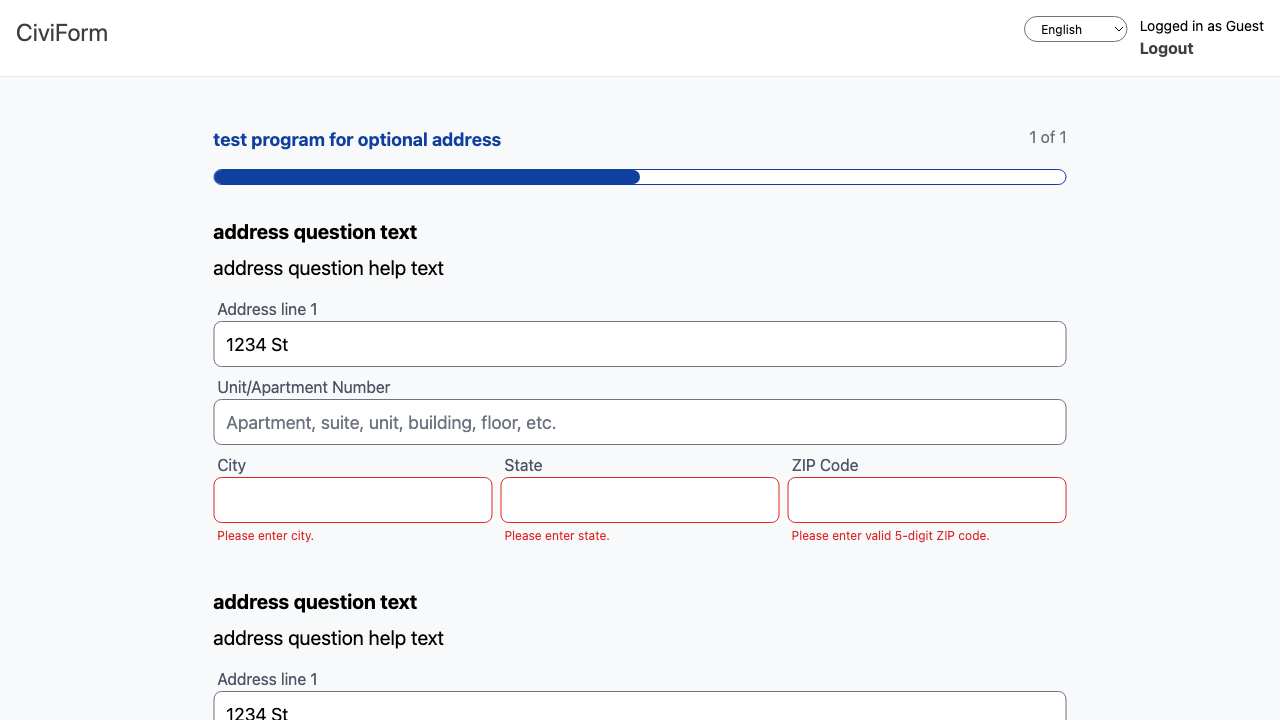 CiviForm
English
Logged in as Guest
Logout
test program for optional address
1 of 1
address question text
address question help text
Address line 1
1234 St
Unit/Apartment Number
Apartment, suite, unit, building, floor, etc.
City
State
ZIP Code
Please enter city.
Please enter state.
Please enter valid 5-digit ZIP code.
address question text
address question help text
Address line 1
1234 St